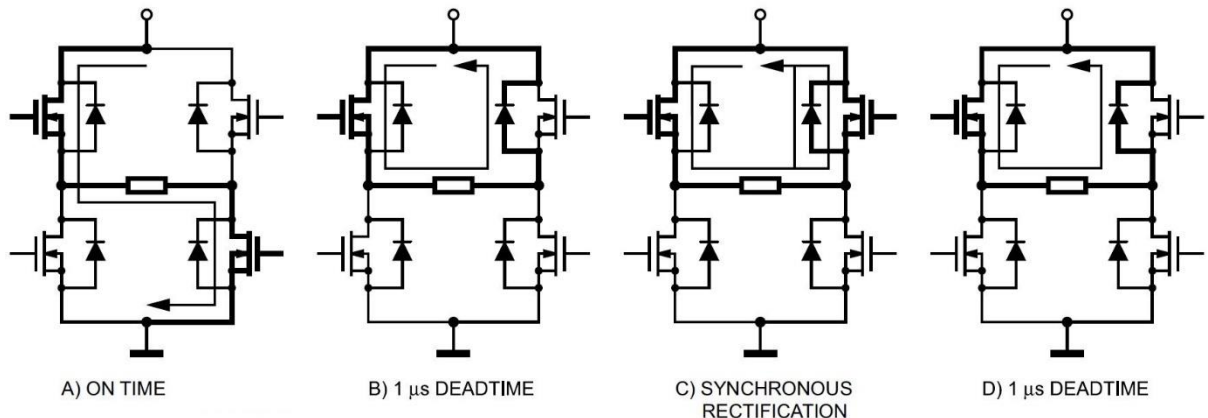 A) ON TIME
B) 1 μs DEADTIME
C) SYNCHRONOUS
RECTIFICATION
D) 1 μs DEADTIME